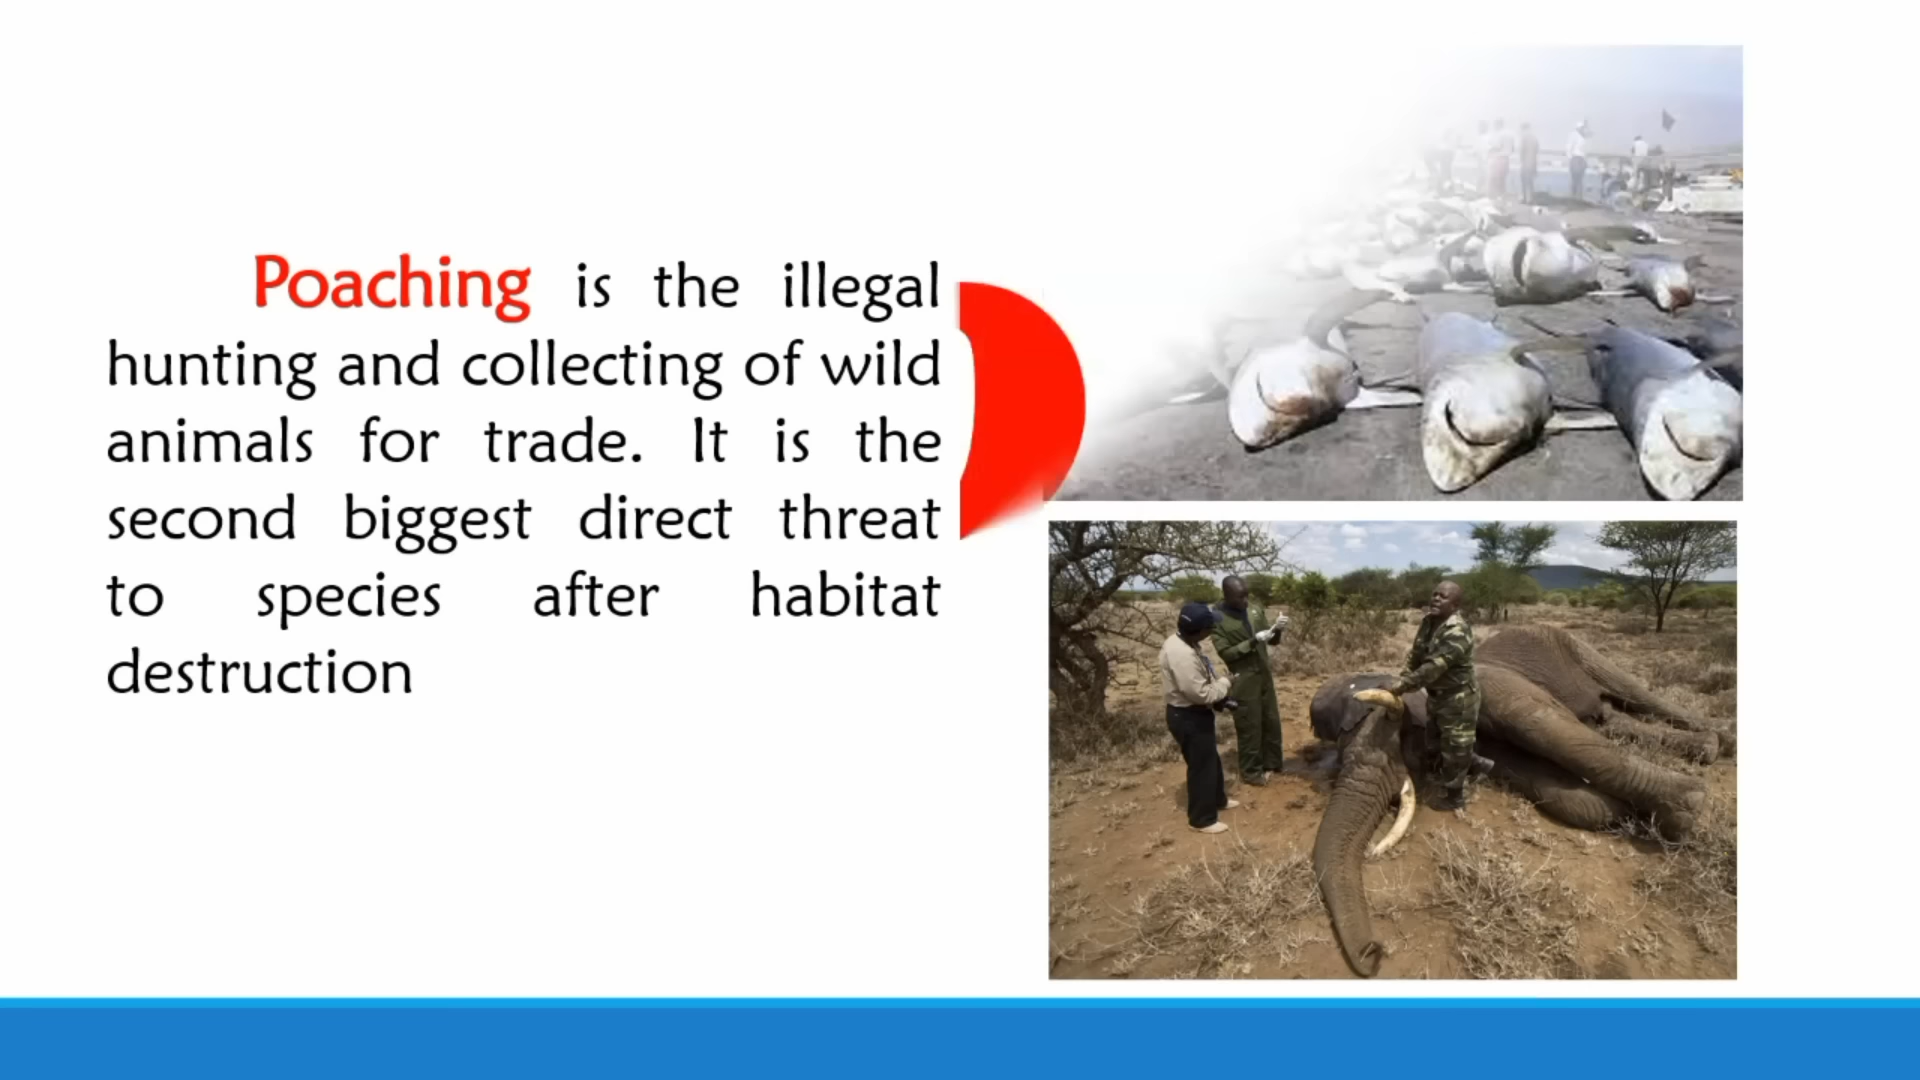 Poaching is the illegal
hunting and collecting of wild
animals for trade. It is the
second biggest direct threat
to species after habitat
destruction